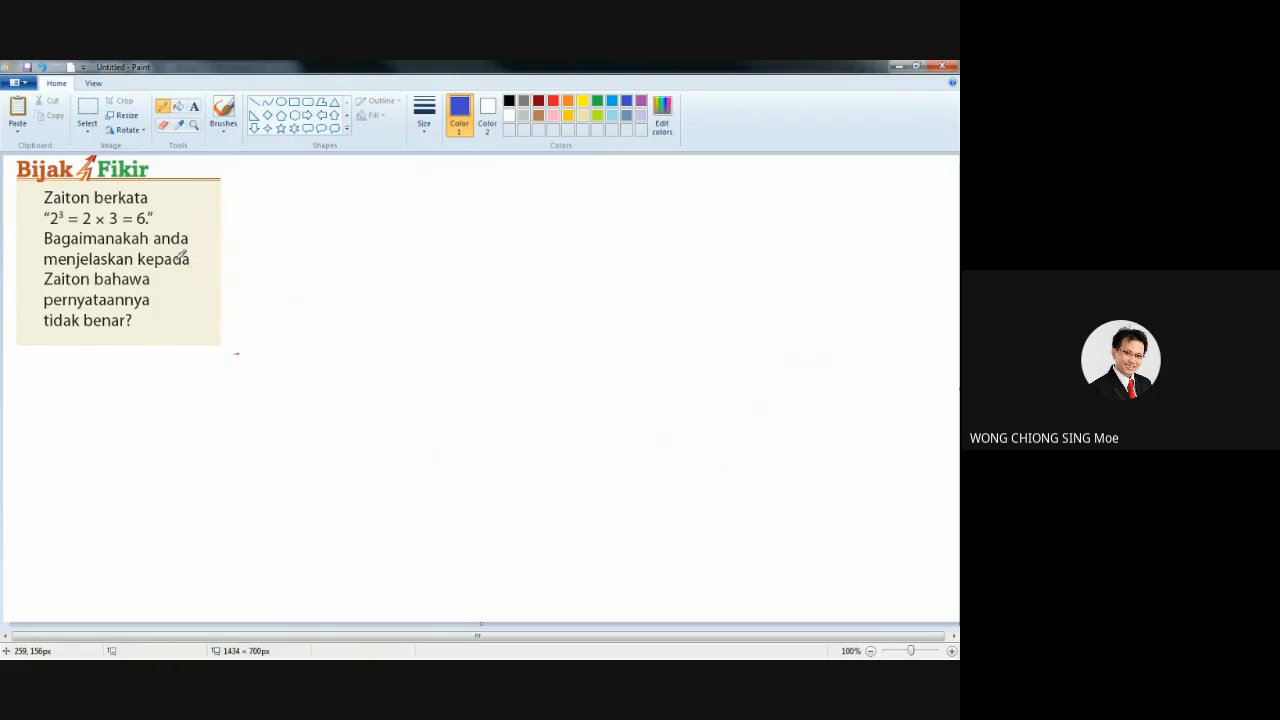 Untitled - Paint
Home
View
Paste
Cut
Copy
Clipboard
Select
Crop
Resize
Rotate
Image
A
Tools
Brushes
Outline
Fill
Shapes
Size
Color
1
Color
2
Edit
colors
Colors
Bijak Fikir
Zaiton berkata
“2³ = 2 × 3 = 6.”
Bagaimanakah anda
menjelaskan kepada
Zaiton bahawa
pernyataannya
tidak benar?
WONG CHIONG SING Moe
259, 156px
1434 × 700px
100%